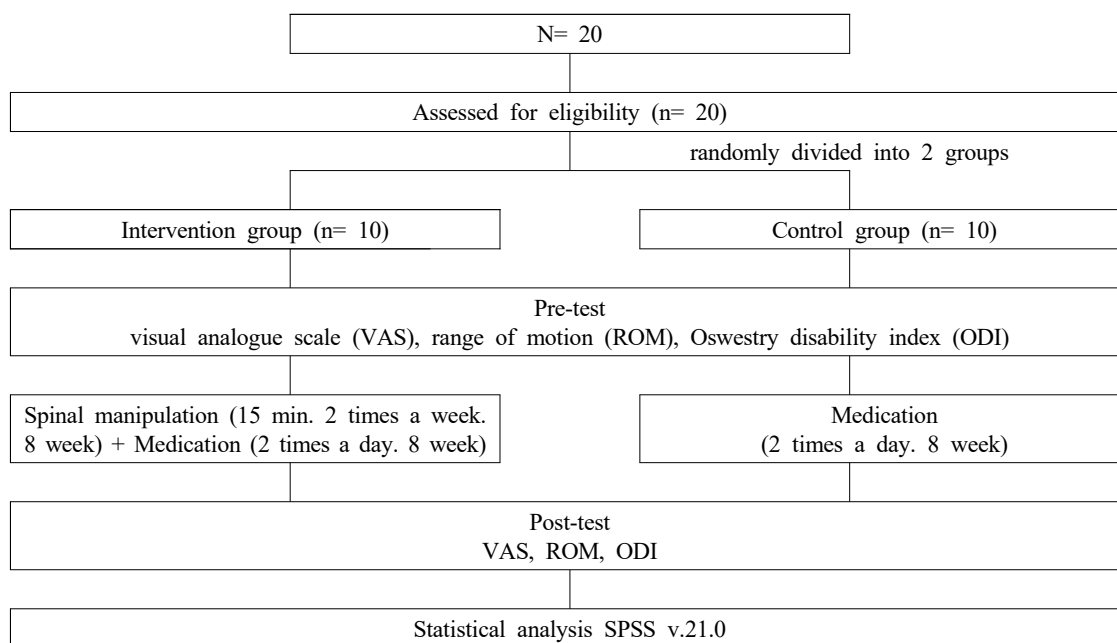 N= 20
Assessed for eligibility (n= 20)
randomly divided into 2 groups
Intervention group (n= 10)
Control group (n= 10)
Pre-test
visual analogue scale (VAS), range of motion (ROM), Oswestry disability index (ODI)
Spinal manipulation (15 min. 2 times a week.
8 week) + Medication (2 times a day. 8 week)
Medication
(2 times a day. 8 week)
Post-test
VAS, ROM, ODI
Statistical analysis SPSS v.21.0